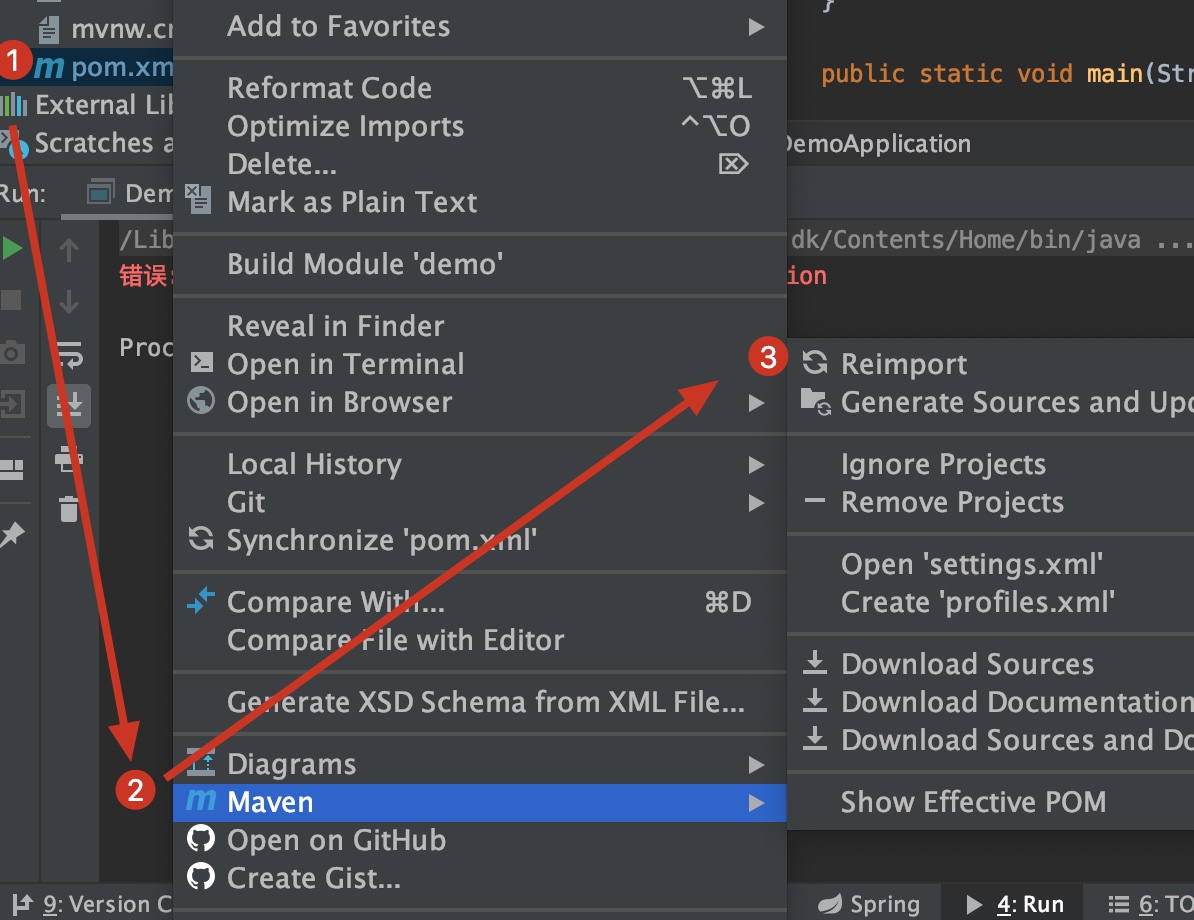 mvnw.cm
1
pom.xm
External Lib
Scratches a
Run:
Dem
/Lib
错误:
Proc
Add to Favorites
Reformat Code ⌥⌘L
Optimize Imports ^⌥O
Delete... ⌦
Mark as Plain Text
Build Module 'demo'
Reveal in Finder
Open in Terminal
Open in Browser
Local History
Git
Synchronize 'pom.xml'
Compare With... ⌘D
Compare File with Editor
Generate XSD Schema from XML File...
Diagrams
2
Maven
Open on GitHub
Create Gist...
}
public static void main(Str
DemoApplication
dk/Contents/Home/bin/java ...
ion
3
Reimport
Generate Sources and Upd
Ignore Projects
Remove Projects
Open 'settings.xml'
Create 'profiles.xml'
Download Sources
Download Documentation
Download Sources and Do
Show Effective POM
9: Version C
Spring
4: Run
6: TO